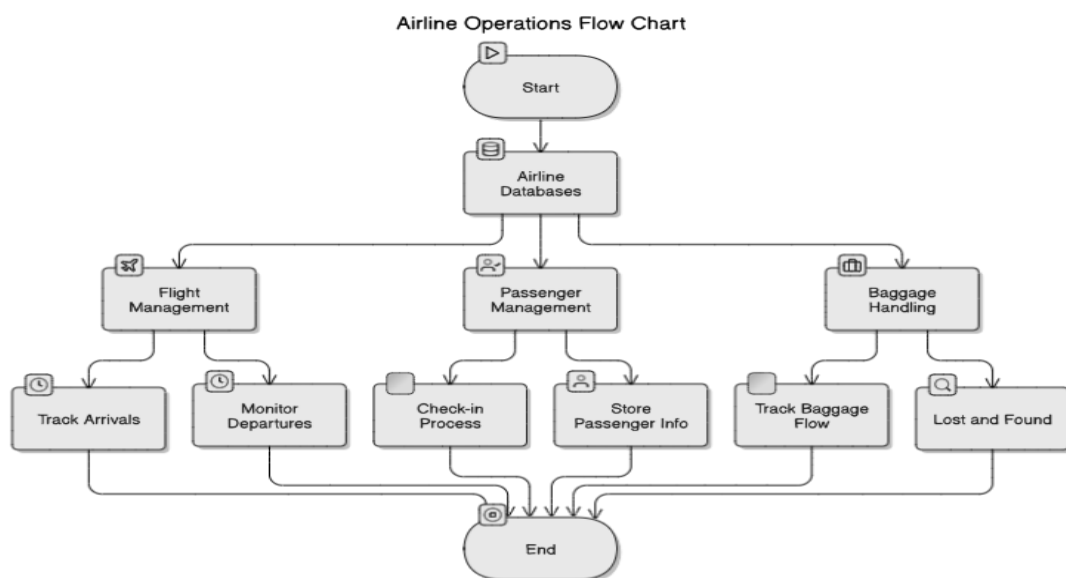 Airline Operations Flow Chart
Start
Airline
Databases
Flight
Management
Passenger
Management
Baggage
Handling
Track Arrivals
Monitor
Departures
Check-in
Process
Store
Passenger Info
Track Baggage
Flow
Lost and Found
End